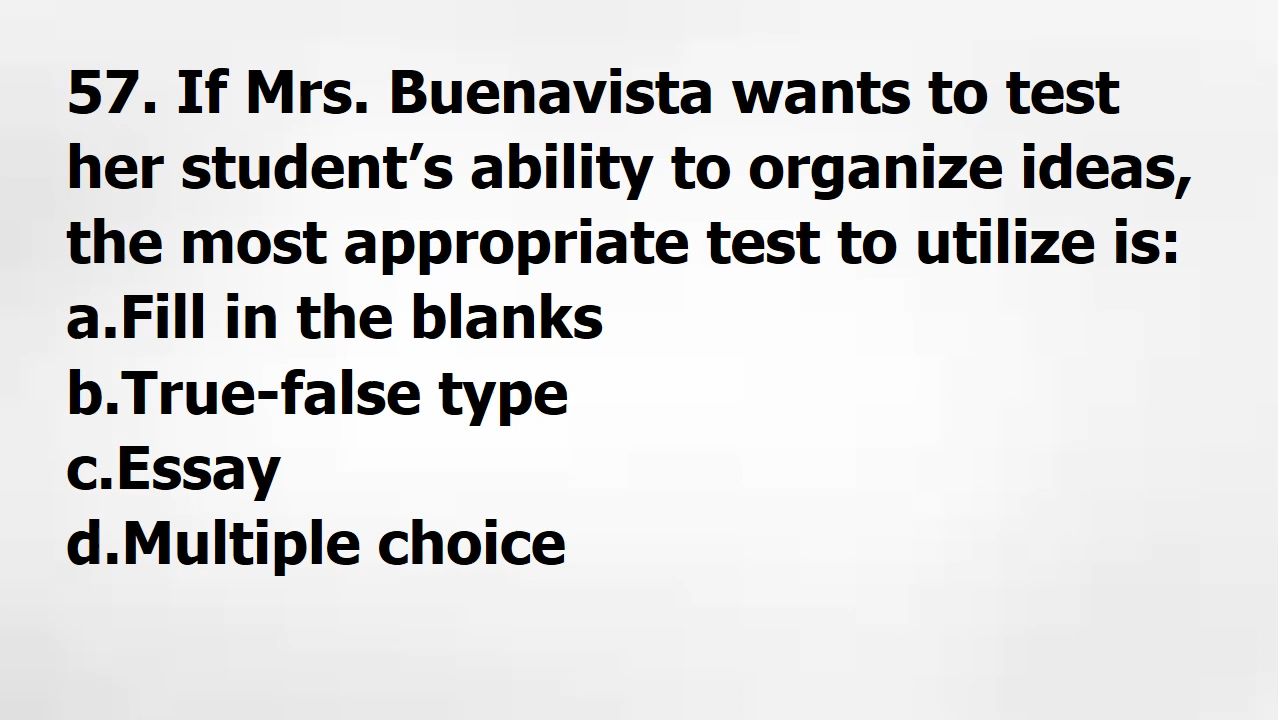 57. If Mrs. Buenavista wants to test
her student’s ability to organize ideas,
the most appropriate test to utilize is:
a.Fill in the blanks
b.True-false type
c.Essay
d.Multiple choice